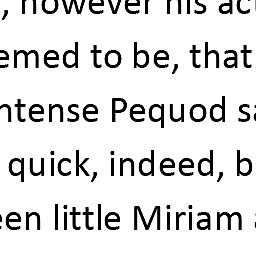 , however his act
emed to be, that
ntense Pequod sa
quick, indeed, b
een little Miriam a